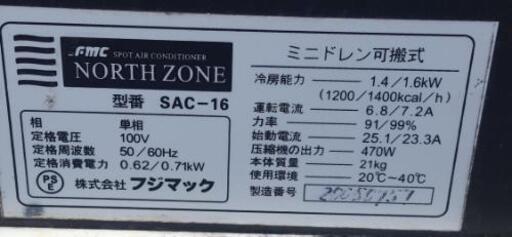 FMC SPOT AIR CONDITIONER
NORTH ZONE
型番 SAC-16
相 単相
定格電圧 100V
定格周波数 50/60Hz
定格消費電力 0.62/0.71kW
PSE 株式会社フジマック
ミニドレン可搬式
冷房能力 1.4/1.6kW
(1200/1400kcal/h)
運転電流 6.8/7.2A
力率 91/99%
始動電流 25.1/23.3A
圧縮機の出力 470W
本体質量 21kg
使用環境 20℃~40℃
製造番号